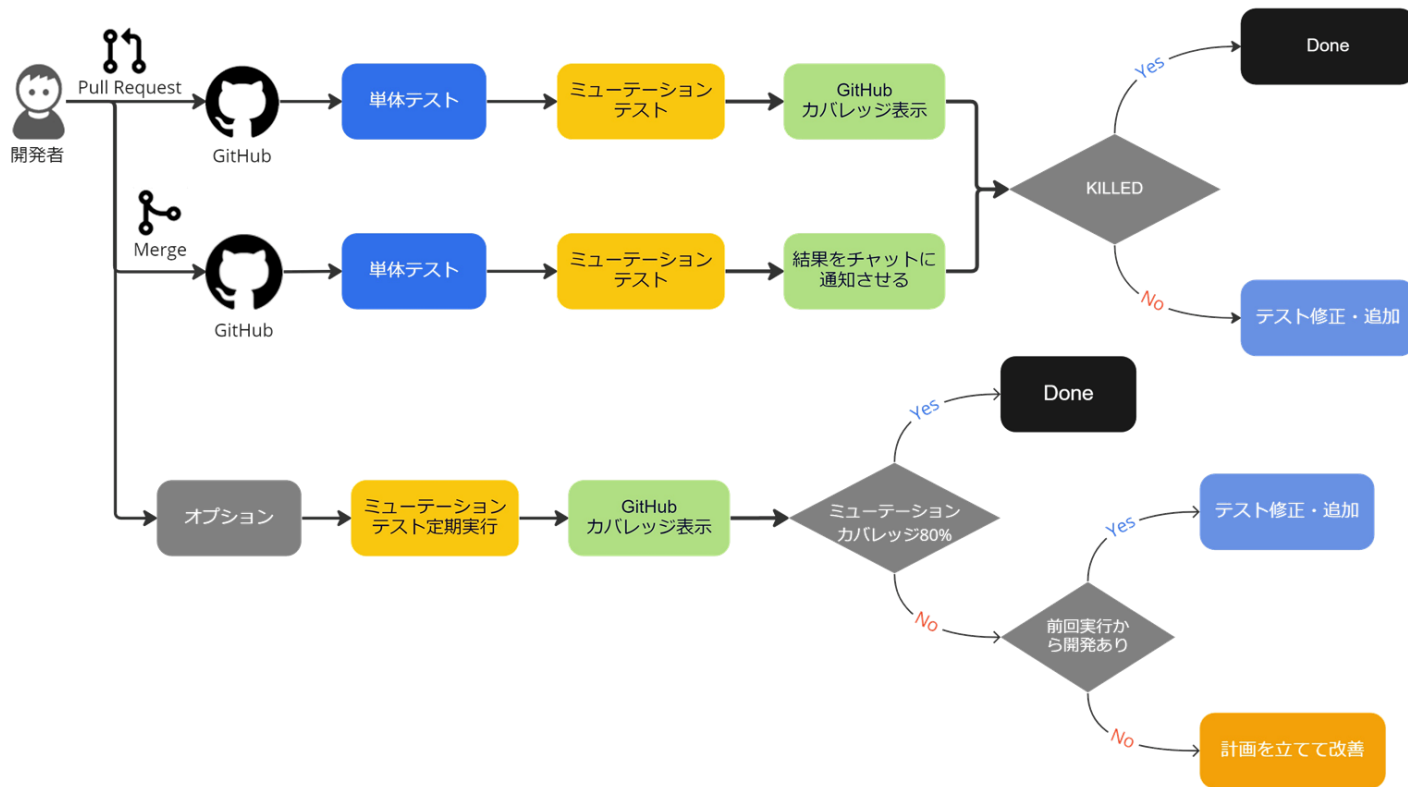 Pull Request
開発者
GitHub
単体テスト
ミューテーション
テスト
GitHub
カバレッジ表示
KILLED
Yes
Done
No
テスト修正・追加
Merge
GitHub
単体テスト
ミューテーション
テスト
結果をチャットに
通知させる
オプション
ミューテーション
テスト定期実行
GitHub
カバレッジ表示
ミューテーション
カバレッジ80%
Yes
Done
No
前回実行か
ら開発あり
Yes
テスト修正・追加
No
計画を立てて改善